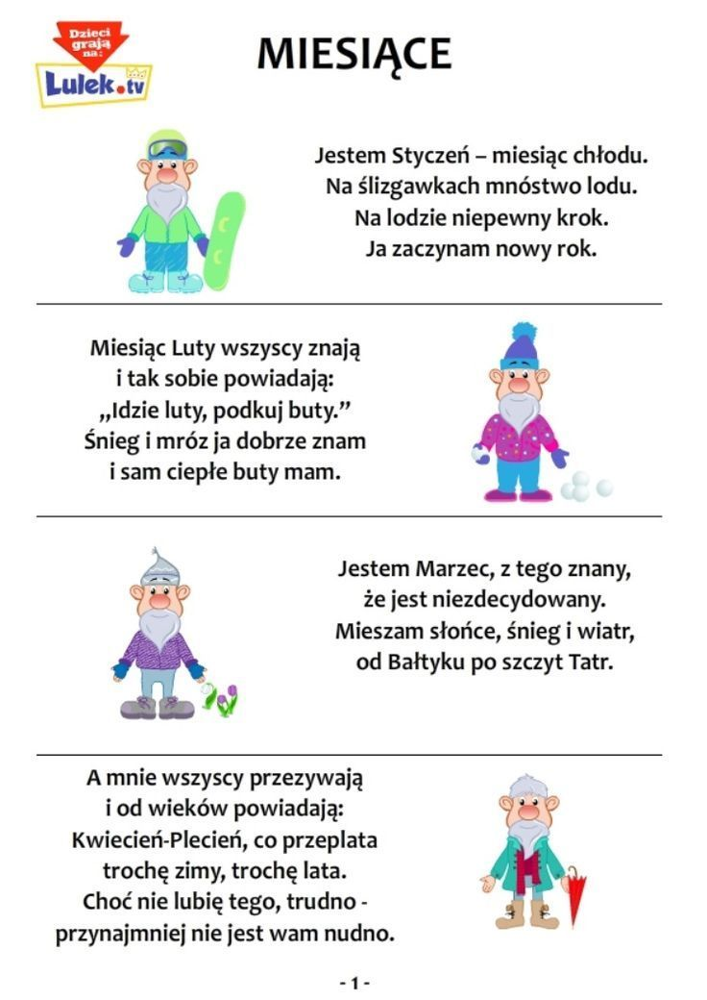 Dzieci
grają
na:
Lulek.tv
MIESIĄCE
Jestem Styczeń – miesiąc chłodu.
Na ślizgawkach mnóstwo lodu.
Na lodzie niepewny krok.
Ja zaczynam nowy rok.
Miesiąc Luty wszyscy znają
i tak sobie powiadają:
„Idzie luty, podkuj buty.”
Śnieg i mróz ja dobrze znam
i sam ciepłe buty mam.
Jestem Marzec, z tego znany,
że jest niezdecydowany.
Mieszam słońce, śnieg i wiatr,
od Bałtyku po szczyt Tatr.
A mnie wszyscy przezywają
i od wieków powiadają:
Kwiecień-Plecień, co przeplata
trochę zimy, trochę lata.
Choć nie lubię tego, trudno -
przynajmniej nie jest wam nudno.
- 1 -